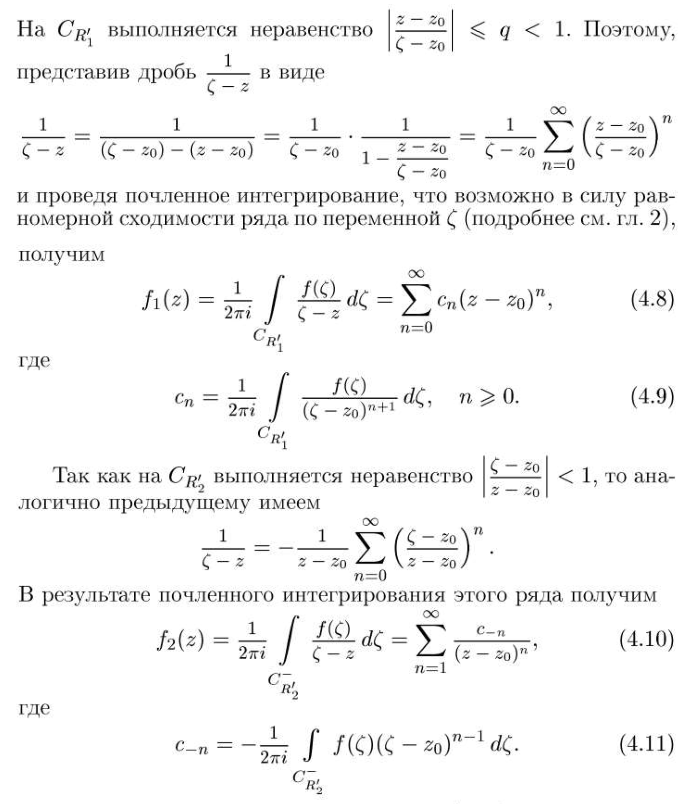 На $C_{R'_1}$ выполняется неравенство $\left|\frac{z-z_0}{\zeta-z_0}\right| \leqslant q < 1$. Поэтому,
представив дробь $\frac{1}{\zeta-z}$ в виде
$\frac{1}{\zeta-z} = \frac{1}{(\zeta-z_0)-(z-z_0)} = \frac{1}{\zeta-z_0} \cdot \frac{1}{1-\frac{z-z_0}{\zeta-z_0}} = \frac{1}{\zeta-z_0} \sum_{n=0}^{\infty} \left(\frac{z-z_0}{\zeta-z_0}\right)^n$
и проведя почленное интегрирование, что возможно в силу рав-
номерной сходимости ряда по переменной $\zeta$ (подробнее см. гл. 2),
получим
$f_1(z) = \frac{1}{2\pi i} \int\limits_{C_{R'_1}} \frac{f(\zeta)}{\zeta-z}\, d\zeta = \sum_{n=0}^{\infty} c_n(z-z_0)^n,$ (4.8)
где
$c_n = \frac{1}{2\pi i} \int\limits_{C_{R'_1}} \frac{f(\zeta)}{(\zeta-z_0)^{n+1}}\, d\zeta, \quad n \geqslant 0.$ (4.9)
Так как на $C_{R'_2}$ выполняется неравенство $\left|\frac{\zeta-z_0}{z-z_0}\right| < 1$, то ана-
логично предыдущему имеем
$\frac{1}{\zeta-z} = -\frac{1}{z-z_0} \sum_{n=0}^{\infty} \left(\frac{\zeta-z_0}{z-z_0}\right)^n.$
В результате почленного интегрирования этого ряда получим
$f_2(z) = \frac{1}{2\pi i} \int\limits_{C^-_{R'_2}} \frac{f(\zeta)}{\zeta-z}\, d\zeta = \sum_{n=1}^{\infty} \frac{c_{-n}}{(z-z_0)^n},$ (4.10)
где
$c_{-n} = -\frac{1}{2\pi i} \int\limits_{C^-_{R'_2}} f(\zeta)(\zeta-z_0)^{n-1}\, d\zeta.$ (4.11)